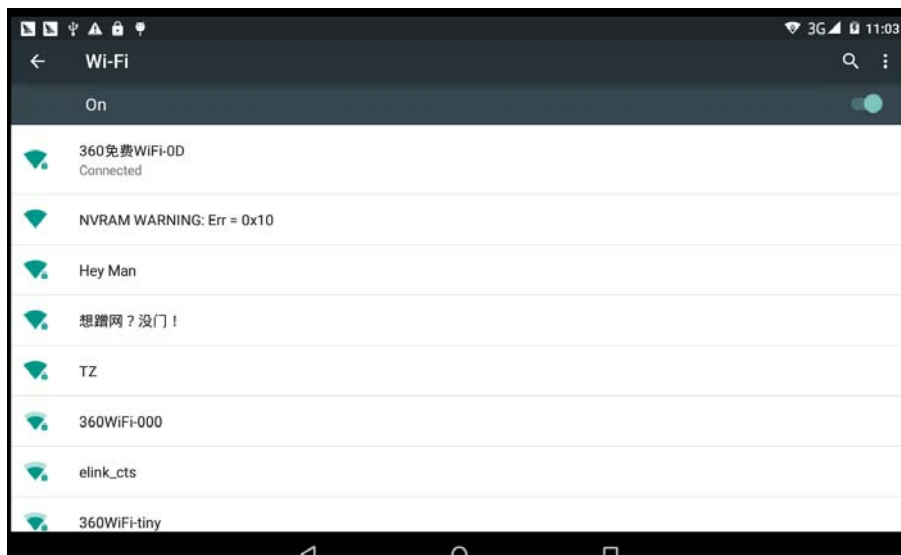 3G 11:03
Wi-Fi
On
360免费WiFi-0D
Connected
NVRAM WARNING: Err = 0x10
Hey Man
想蹭网？没门！
TZ
360WiFi-000
elink_cts
360WiFi-tiny